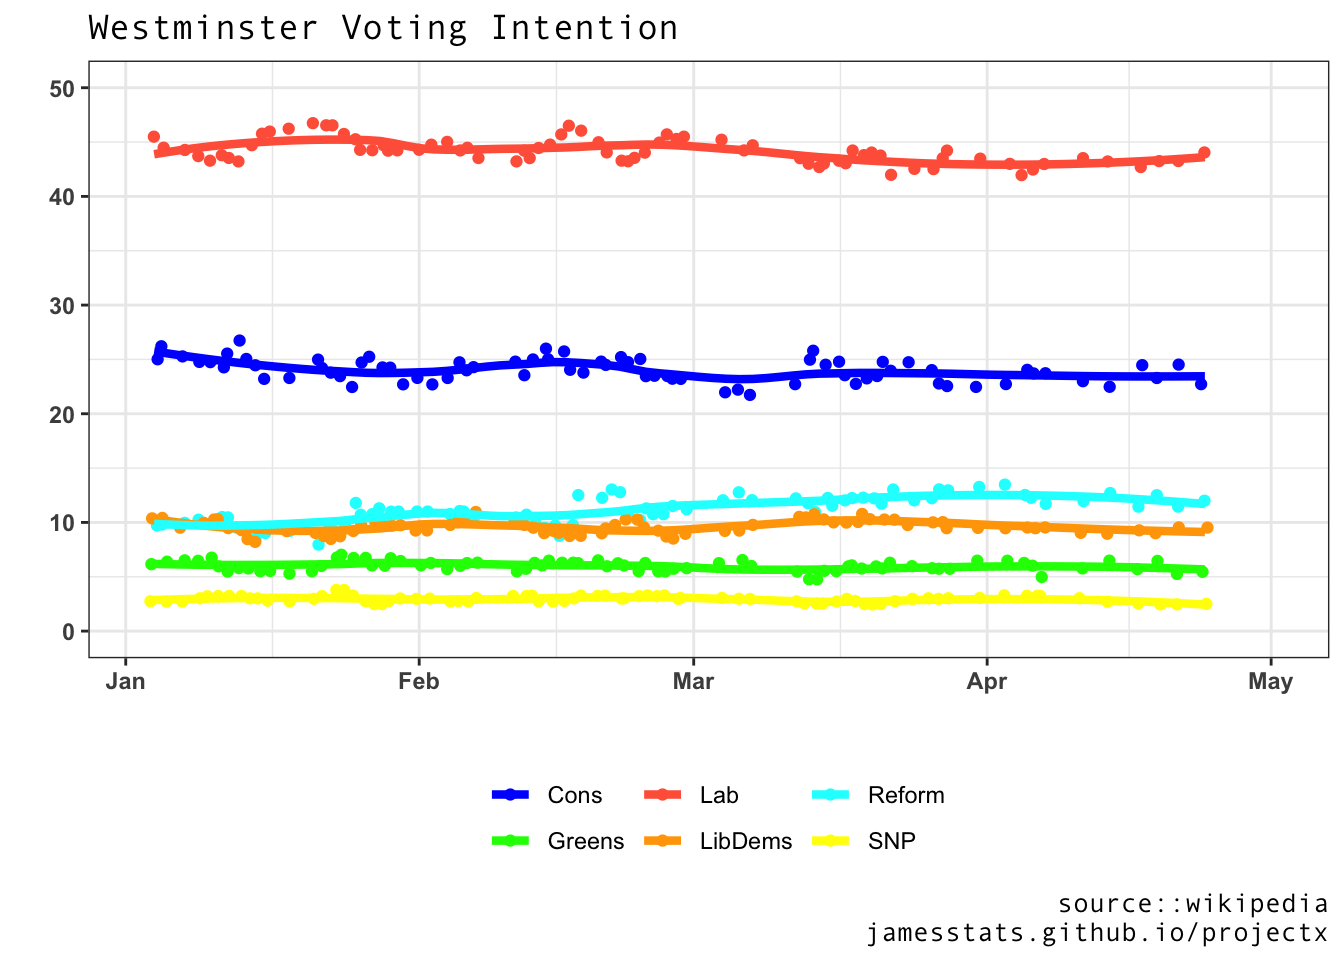 Westminster Voting Intention
50
40
30
20
10
0
Jan Feb Mar Apr May
Cons Lab Reform
Greens LibDems SNP
source::wikipedia
jamesstats.github.io/projectx